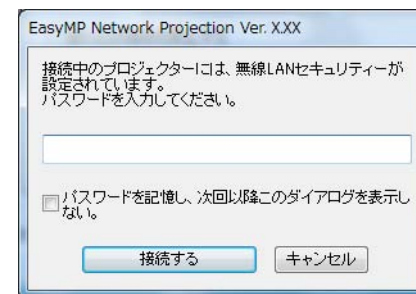 EasyMP Network Projection Ver. X.XX
接続中のプロジェクターには、無線LANセキュリティーが
設定されています。
パスワードを入力してください。
パスワードを記憶し、次回以降このダイアログを表示し
ない。
接続する
キャンセル